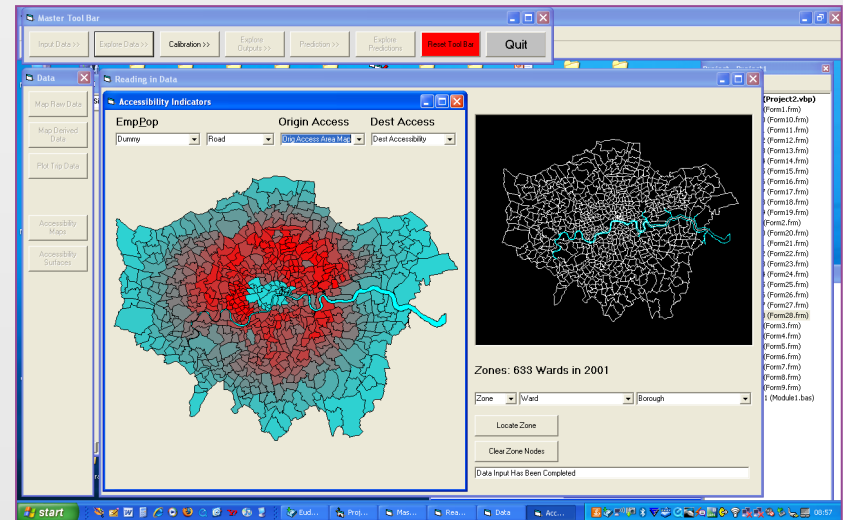 Master Tool Bar
Input Data >>
Explore Data >>
Calibration >>
Explore
Outputs >>
Prediction >>
Explore
Predictions
Reset Tool Bar
Quit
Data
Map Raw Data
Map Derived
Data
Plot Trip Data
Accessibility
Maps
Accessibility
Surfaces
Reading in Data
Accessibility Indicators
EmpPop
Origin Access
Dest Access
Dummy
Road
Orig Access Area Map
Dest Accessibility
Zones: 633 Wards in 2001
Zone
Ward
Borough
Locate Zone
Clear Zone Nodes
Data Input Has Been Completed
(Project2.vbp)
(Form1.frm)
(Form10.frm)
(Form11.frm)
(Form12.frm)
(Form13.frm)
(Form14.frm)
(Form15.frm)
(Form16.frm)
(Form17.frm)
(Form18.frm)
(Form19.frm)
(Form2.frm)
(Form20.frm)
(Form21.frm)
(Form22.frm)
(Form23.frm)
(Form24.frm)
(Form25.frm)
(Form26.frm)
(Form27.frm)
(Form28.frm)
(Form3.frm)
(Form4.frm)
(Form5.frm)
(Form6.frm)
(Form7.frm)
(Form8.frm)
(Form9.frm)
1 (Module1.bas)
start
Eud...
Proj...
Mas...
Rea...
Data
Acc...
08:57